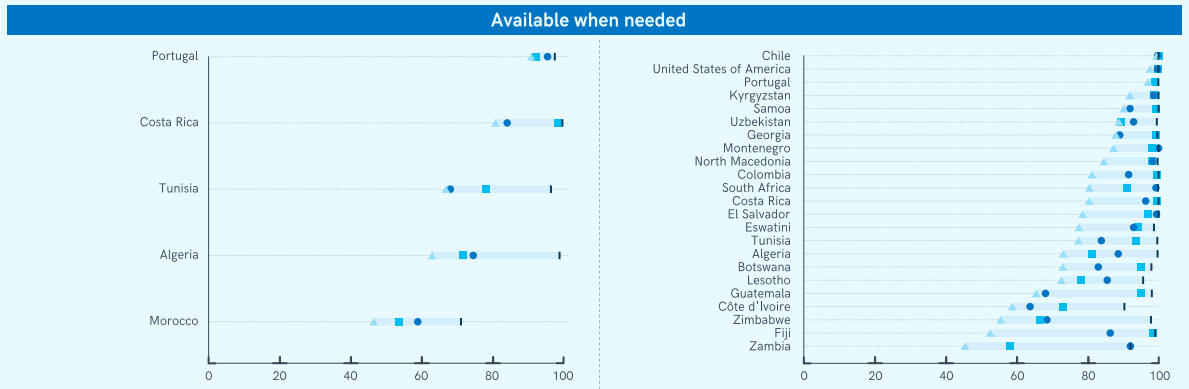 Available when needed
Portugal
Costa Rica
Tunisia
Algeria
Morocco
0 20 40 60 80 100
Chile
United States of America
Portugal
Kyrgyzstan
Samoa
Uzbekistan
Georgia
Montenegro
North Macedonia
Colombia
South Africa
Costa Rica
El Salvador
Eswatini
Tunisia
Algeria
Botswana
Lesotho
Guatemala
Côte d'Ivoire
Zimbabwe
Fiji
Zambia
0 20 40 60 80 100